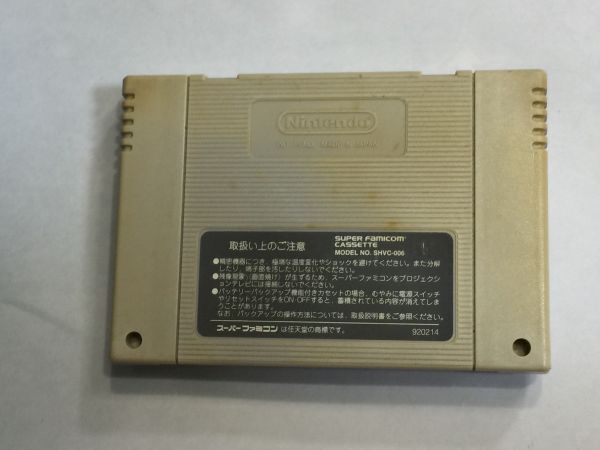 Nintendo
PAT. PEND. MADE IN JAPAN
取扱い上のご注意
SUPER FAMICOM
CASSETTE
MODEL NO. SHVC-006
●精密機器につき、極端な温度変化やショックを避けてください。また分解
したり、端子部を汚したりしないでください。
●残像現象(画面焼け)が生ずるため、スーパーファミコンをプロジェクショ
ンテレビには接続しないでください。
●バッテリーバックアップ機能付きカセットの場合、むやみに電源スイッチ
やリセットスイッチをON-OFFすると、蓄積されている内容が消えてしま
うことがあります。
なお、バックアップの操作方法については、取扱説明書をご参照ください。
スーパーファミコン は任天堂の商標です。
920214